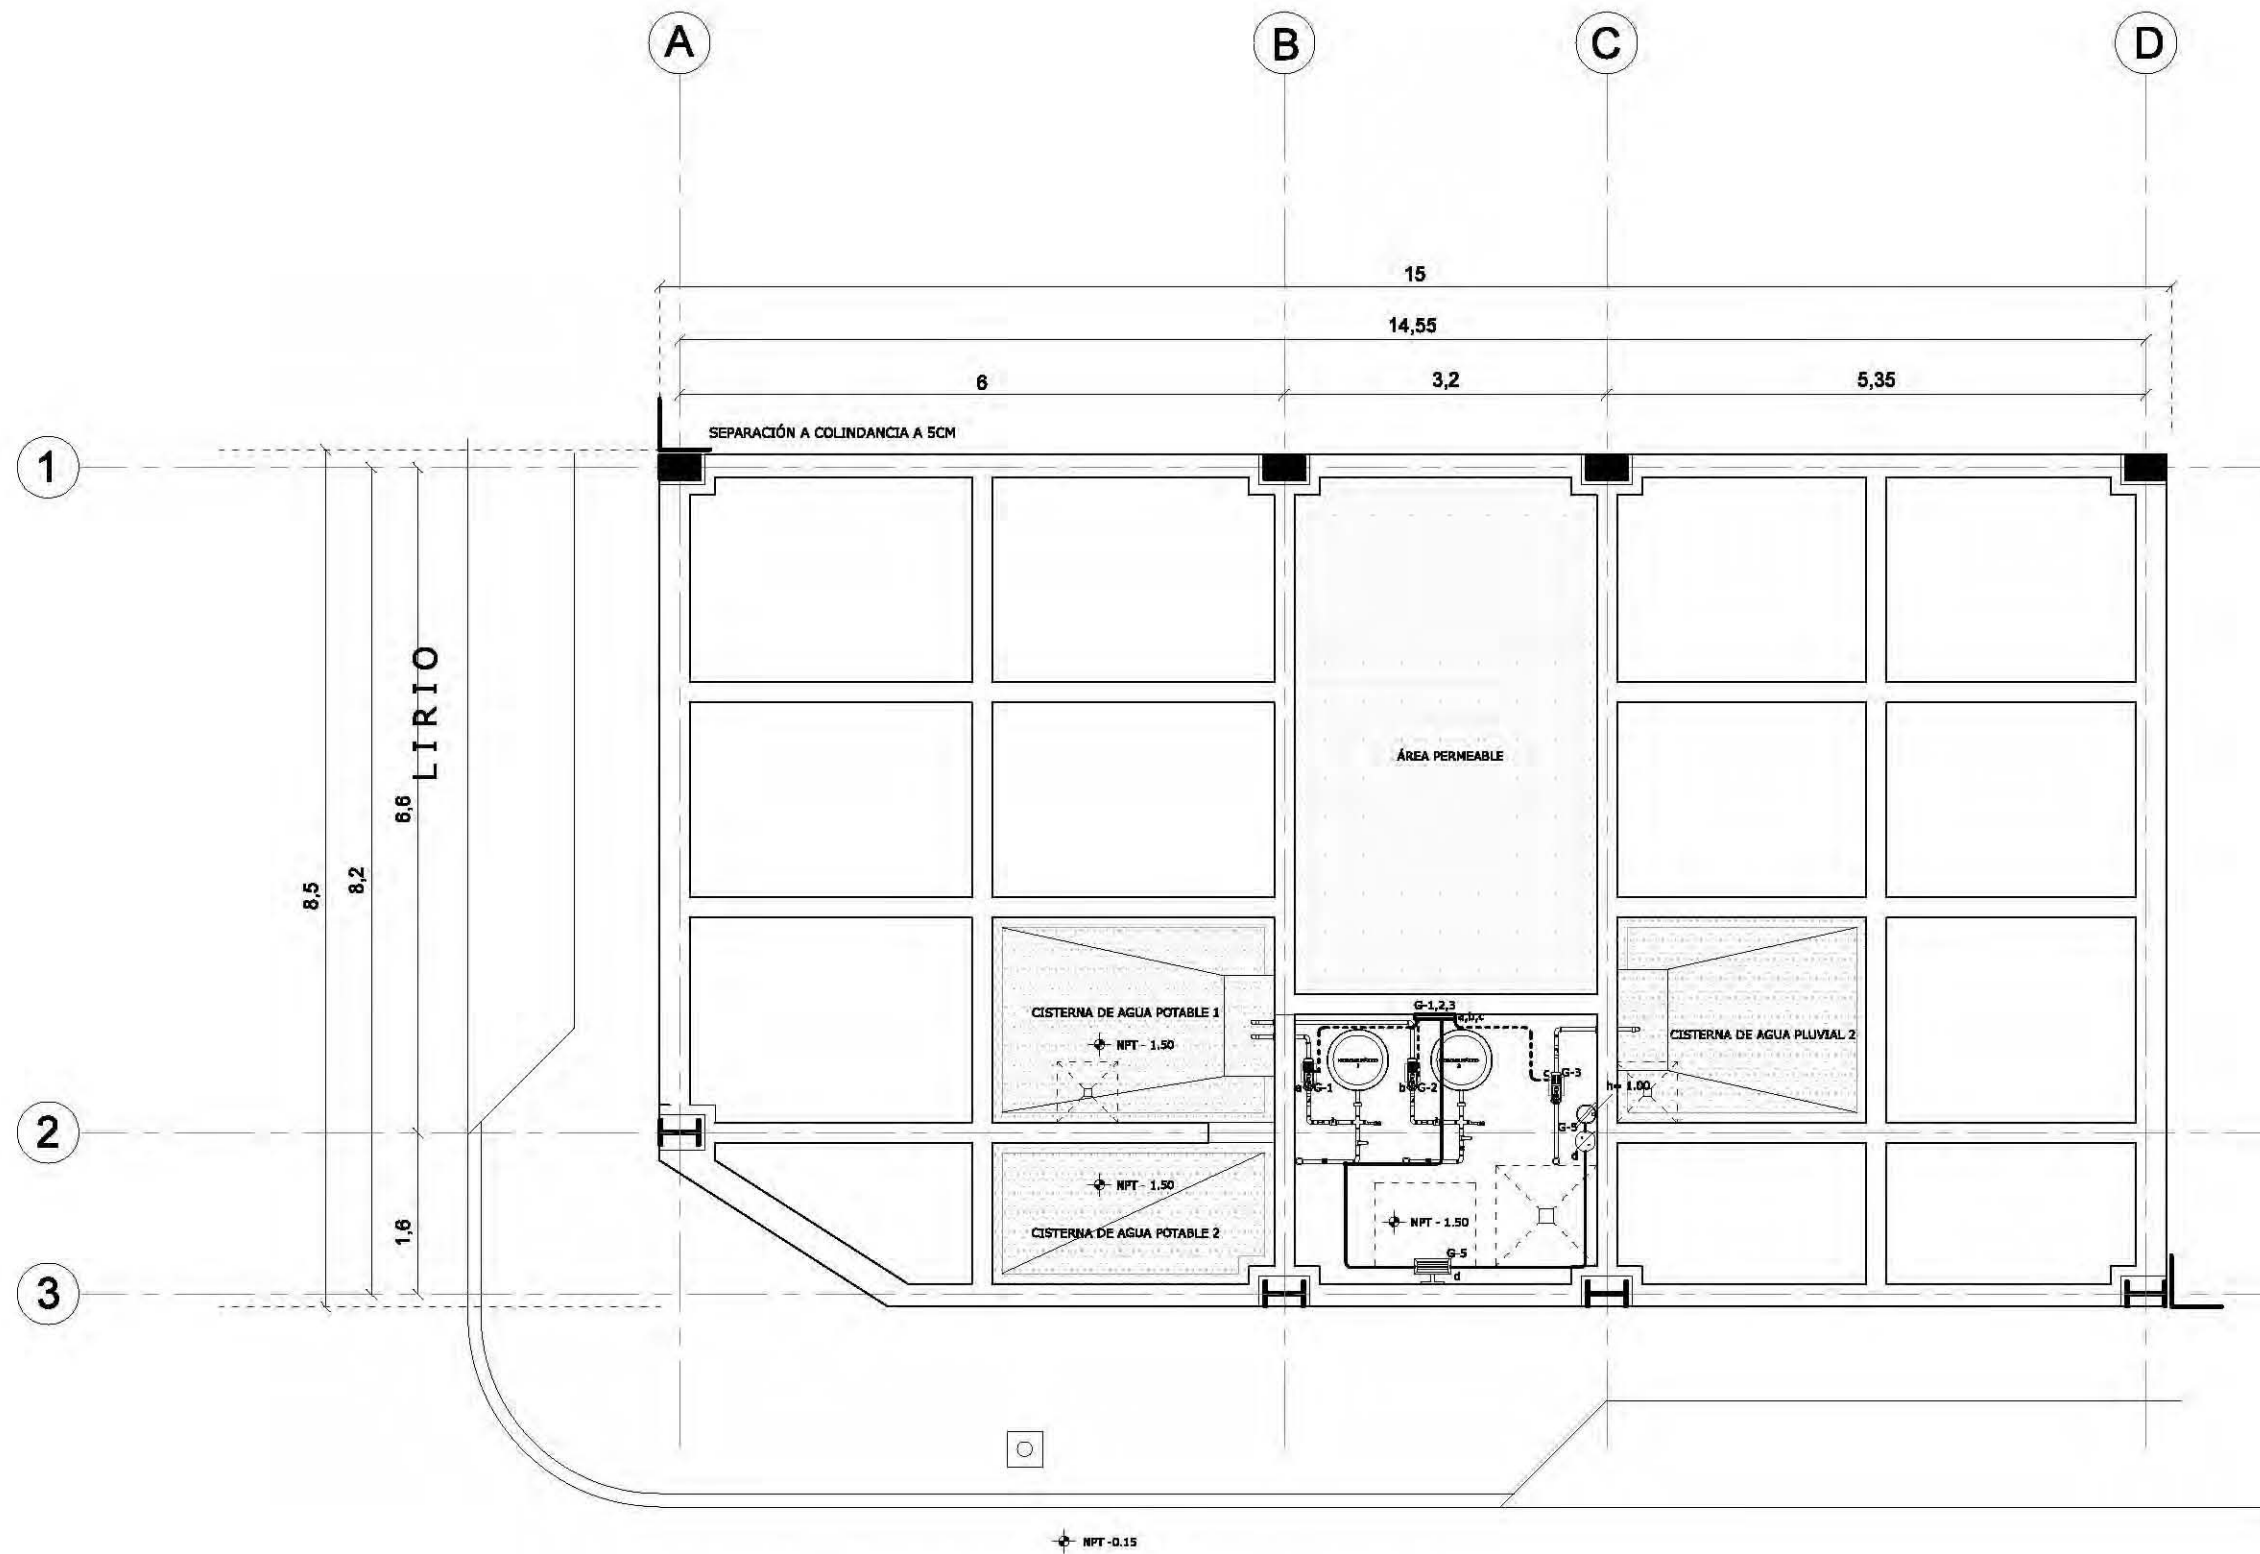 A
B
C
D
15
14,55
6
3,2
5,35
SEPARACIÓN A COLINDANCIA A 5CM
1
LIRIO
6,6
8,2
8,5
ÁREA PERMEABLE
G-1,2,3
a,b,c
CISTERNA DE AGUA POTABLE 1
NPT - 1.50
CISTERNA DE AGUA PLUVIAL 2
a
G-1
b
G-2
c
G-3
h= 1.00
2
G-5
d
NPT - 1.50
CISTERNA DE AGUA POTABLE 2
NPT - 1.50
1,6
G-5
d
3
NPT -0.15